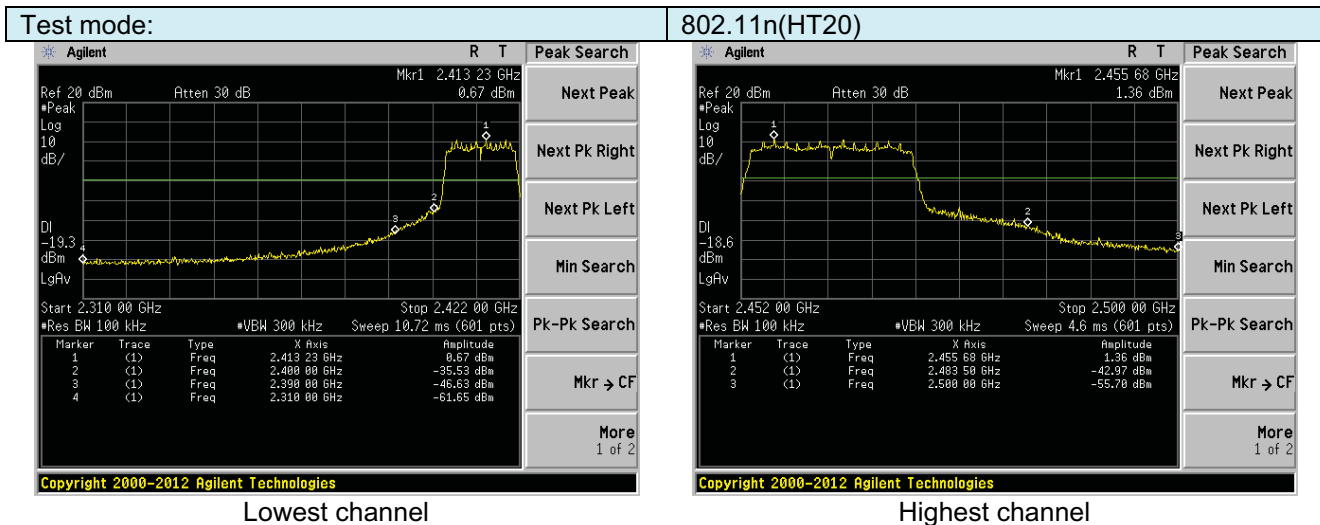 Test mode: 802.11n(HT20)
Agilent R T Peak Search
Mkr1 2.413 23 GHz
Ref 20 dBm Atten 30 dB 0.67 dBm
#Peak
Log
10
dB/
1
2
3
4
DI
-19.3
dBm
LgAv
Start 2.310 00 GHz Stop 2.422 00 GHz
#Res BW 100 kHz #VBW 300 kHz Sweep 10.72 ms (601 pts)
Marker Trace Type X Axis Amplitude
1 (1) Freq 2.413 23 GHz 0.67 dBm
2 (1) Freq 2.400 00 GHz -35.53 dBm
3 (1) Freq 2.390 00 GHz -46.63 dBm
4 (1) Freq 2.310 00 GHz -61.65 dBm
Next Peak
Next Pk Right
Next Pk Left
Min Search
Pk-Pk Search
Mkr → CF
More
1 of 2
Copyright 2000-2012 Agilent Technologies
Lowest channel
Agilent R T Peak Search
Mkr1 2.455 68 GHz
Ref 20 dBm Atten 30 dB 1.36 dBm
#Peak
Log
10
dB/
1
2
3
DI
-18.6
dBm
LgAv
Start 2.452 00 GHz Stop 2.500 00 GHz
#Res BW 100 kHz #VBW 300 kHz Sweep 4.6 ms (601 pts)
Marker Trace Type X Axis Amplitude
1 (1) Freq 2.455 68 GHz 1.36 dBm
2 (1) Freq 2.483 50 GHz -42.97 dBm
3 (1) Freq 2.500 00 GHz -55.70 dBm
Next Peak
Next Pk Right
Next Pk Left
Min Search
Pk-Pk Search
Mkr → CF
More
1 of 2
Copyright 2000-2012 Agilent Technologies
Highest channel